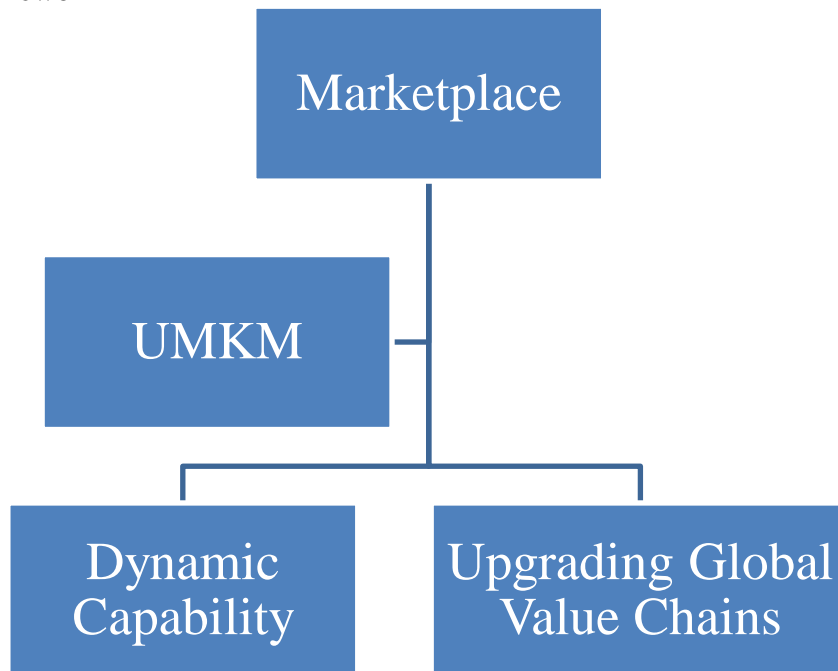 Marketplace
UMKM
Dynamic
Capability
Upgrading Global
Value Chains